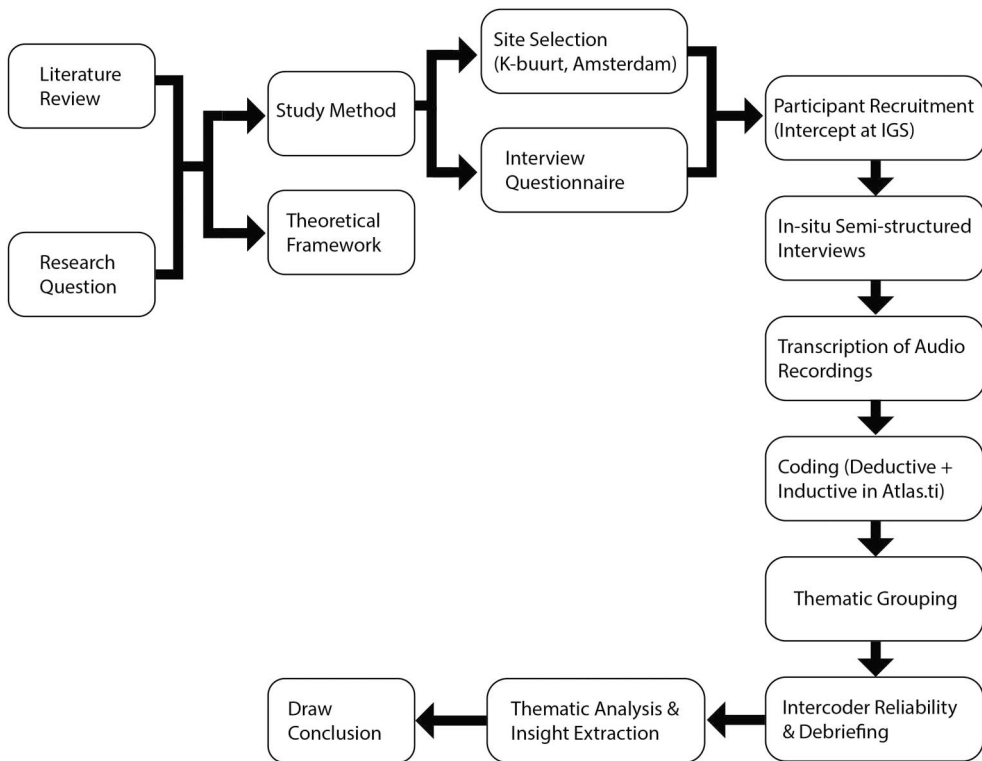 Literature
Review
Research
Question
Study Method
Theoretical
Framework
Site Selection
(K-buurt, Amsterdam)
Interview
Questionnaire
Participant Recruitment
(Intercept at IGS)
In-situ Semi-structured
Interviews
Transcription of Audio
Recordings
Coding (Deductive +
Inductive in Atlas.ti)
Thematic Grouping
Intercoder Reliability
& Debriefing
Thematic Analysis &
Insight Extraction
Draw
Conclusion